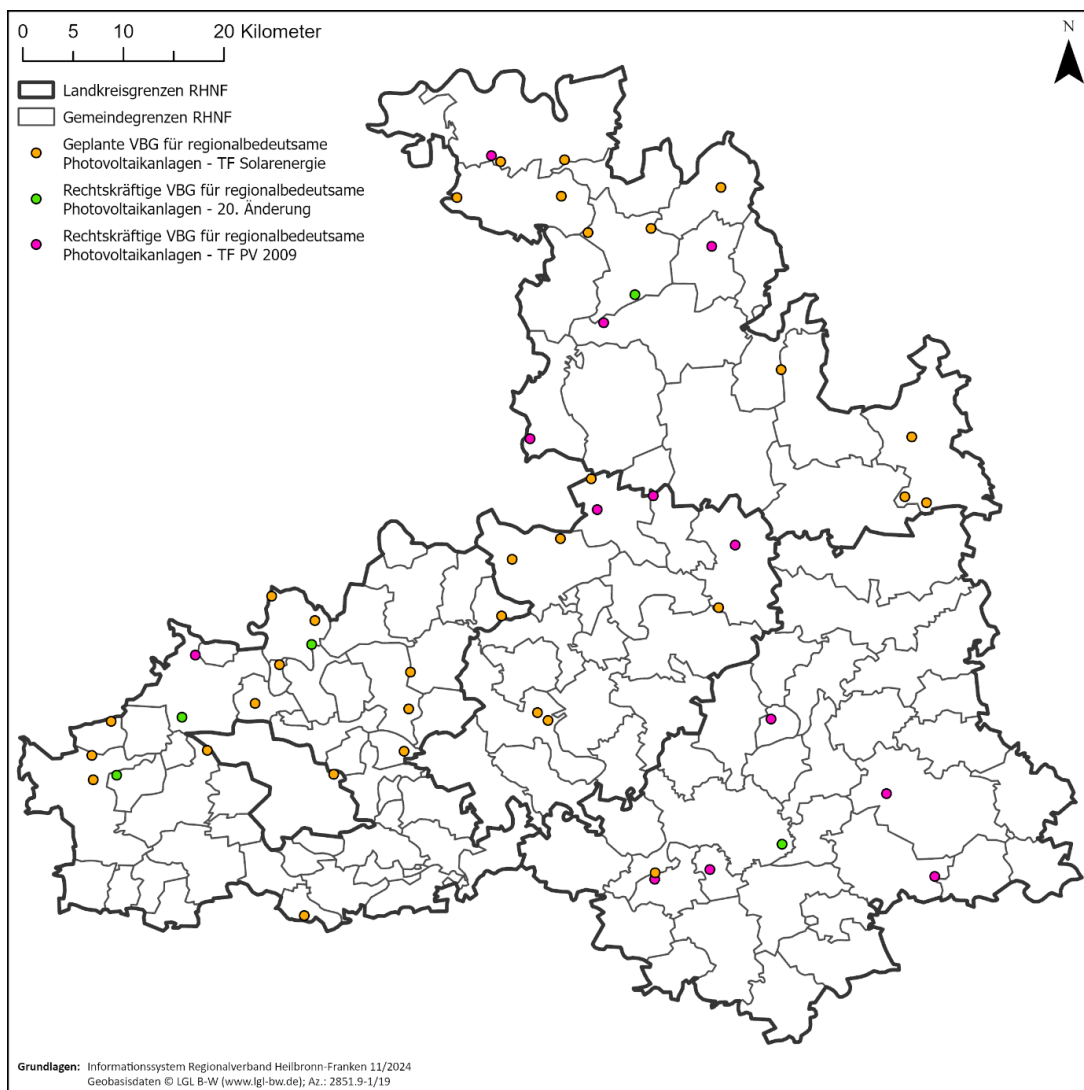 0 5 10 20 Kilometer
N
Landkreisgrenzen RHNF
Gemeindegrenzen RHNF
Geplante VBG für regionalbedeutsame
Photovoltaikanlagen - TF Solarenergie
Rechtskräftige VBG für regionalbedeutsame
Photovoltaikanlagen - 20. Änderung
Rechtskräftige VBG für regionalbedeutsame
Photovoltaikanlagen - TF PV 2009
Grundlagen: Informationssystem Regionalverband Heilbronn-Franken 11/2024
Geobasisdaten © LGL B-W (www.lgl-bw.de); Az.: 2851.9-1/19